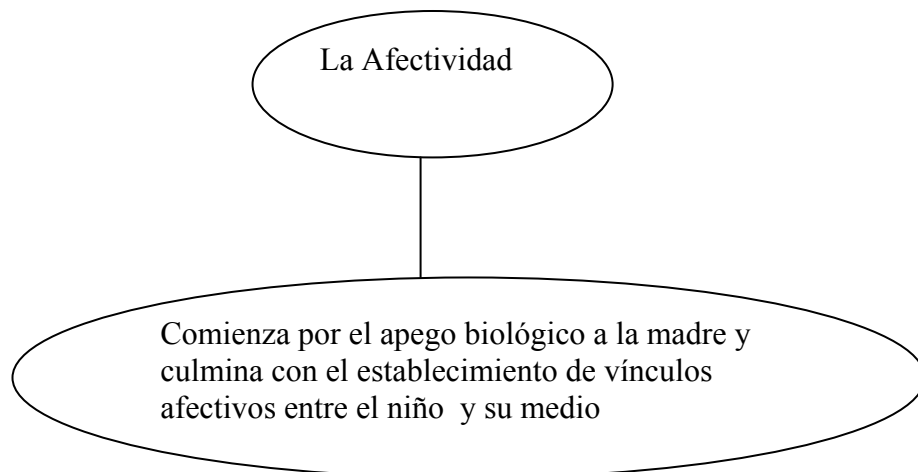 La Afectividad
Comienza por el apego biológico a la madre y
culmina con el establecimiento de vínculos
afectivos entre el niño  y su medio